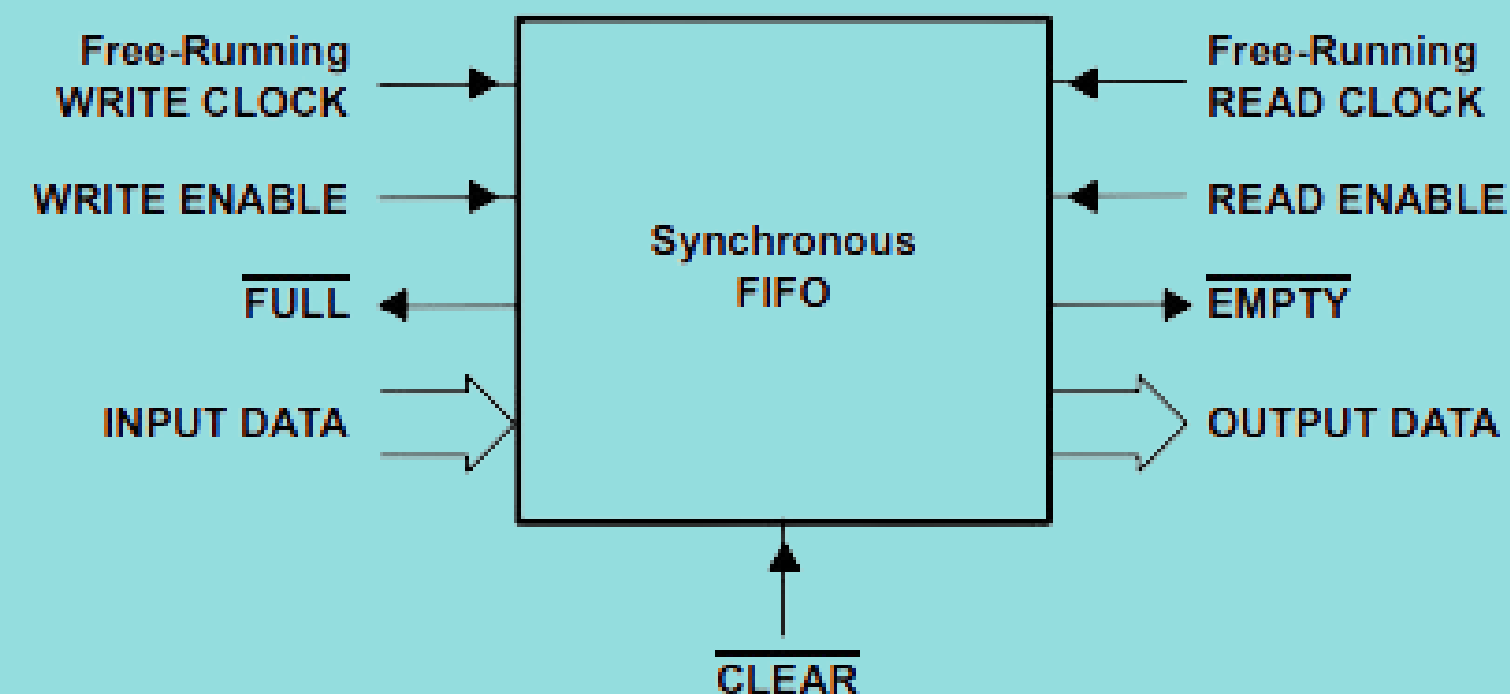 Free-Running
WRITE CLOCK
WRITE ENABLE
FULL
INPUT DATA
Synchronous
FIFO
Free-Running
READ CLOCK
READ ENABLE
EMPTY
OUTPUT DATA
CLEAR